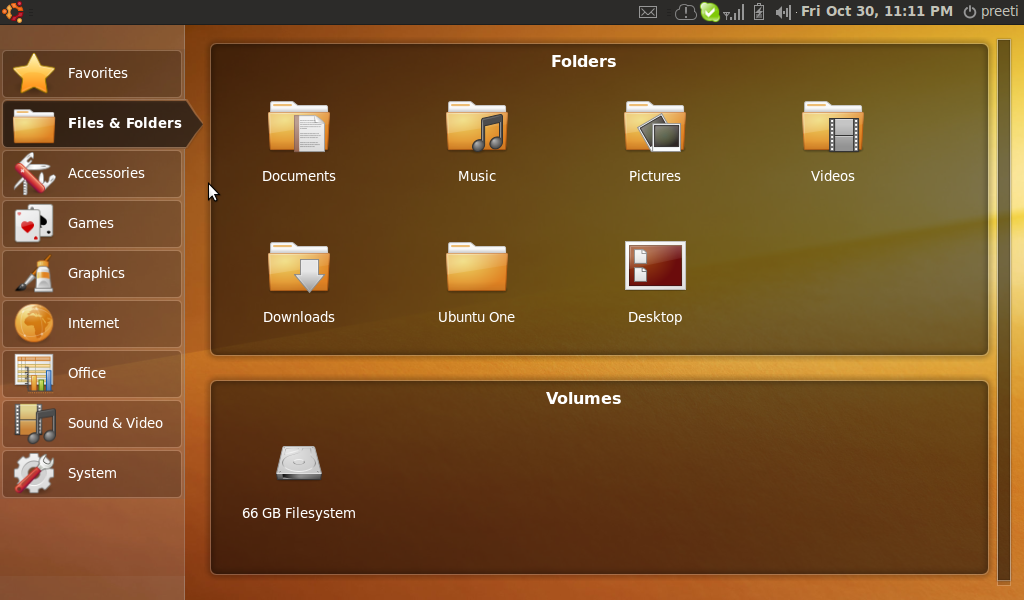 Fri Oct 30, 11:11 PM preeti
Favorites
Files & Folders
Accessories
Games
Graphics
Internet
Office
Sound & Video
System
Folders
Documents Music Pictures Videos
Downloads Ubuntu One Desktop
Volumes
66 GB Filesystem